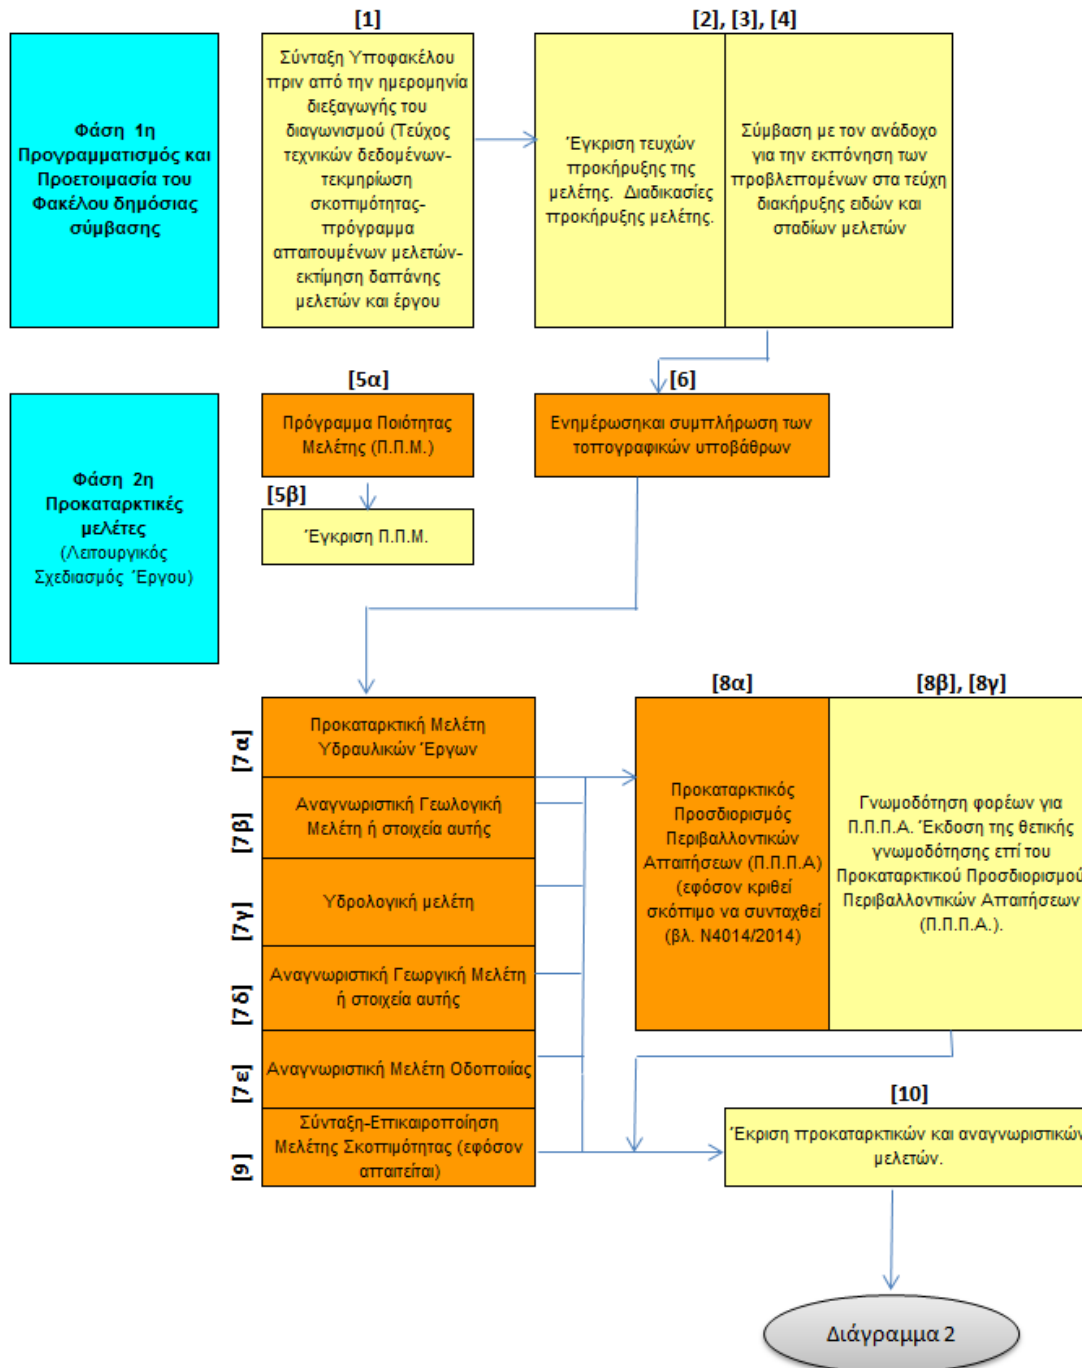 [1]
[2], [3], [4]
Φάση 1η
Προγραμματισμός και
Προετοιμασία του
Φακέλου δημόσιας
σύμβασης
Σύνταξη Υποφακέλου
πριν από την ημερομηνία
διεξαγωγής του
διαγωνισμού (Τεύχος
τεχνικών δεδομένων-
τεκμηρίωση
σκοπιμότητας-
πρόγραμμα
απαιτουμένων μελετών-
εκτίμηση δαπάνης
μελετών και έργου
Έγκριση τευχών
προκήρυξης της
μελέτης. Διαδικασίες
προκήρυξης μελέτης.
Σύμβαση με τον ανάδοχο
για την εκπόνηση των
προβλεπομένων στα τεύχη
διακήρυξης ειδών και
σταδίων μελετών
[5α]
[6]
Φάση 2η
Προκαταρκτικές
μελέτες
(Λειτουργικός
Σχεδιασμός Έργου)
Πρόγραμμα Ποιότητας
Μελέτης (Π.Π.Μ.)
[5β]
Έγκριση Π.Π.Μ.
Ενημέρωσηκαι συμπλήρωση των
τοπογραφικών υποβάθρων
[7α]
Προκαταρκτική Μελέτη
Υδραυλικών Έργων
[7β]
Αναγνωριστική Γεωλογική
Μελέτη ή στοιχεία αυτής
[7γ]
Υδρολογική μελέτη
[7δ]
Αναγνωριστική Γεωργική Μελέτη
ή στοιχεία αυτής
[7ε]
Αναγνωριστική Μελέτη Οδοποιίας
[9]
Σύνταξη-Επικαιροποίηση
Μελέτης Σκοπιμότητας (εφόσον
απαιτείται)
[8α]
[8β], [8γ]
Προκαταρκτικός
Προσδιορισμός
Περιβαλλοντικών
Απαιτήσεων (Π.Π.Π.Α)
(εφόσον κριθεί
σκόπιμο να συνταχθεί
(βλ. Ν4014/2014)
Γνωμοδότηση φορέων για
Π.Π.Π.Α. Έκδοση της θετικής
γνωμοδότησης επί του
Προκαταρκτικού Προσδιορισμού
Περιβαλλοντικών Απαιτήσεων
(Π.Π.Π.Α.).
[10]
Έκριση προκαταρκτικών και αναγνωριστικών
μελετών.
Διάγραμμα 2